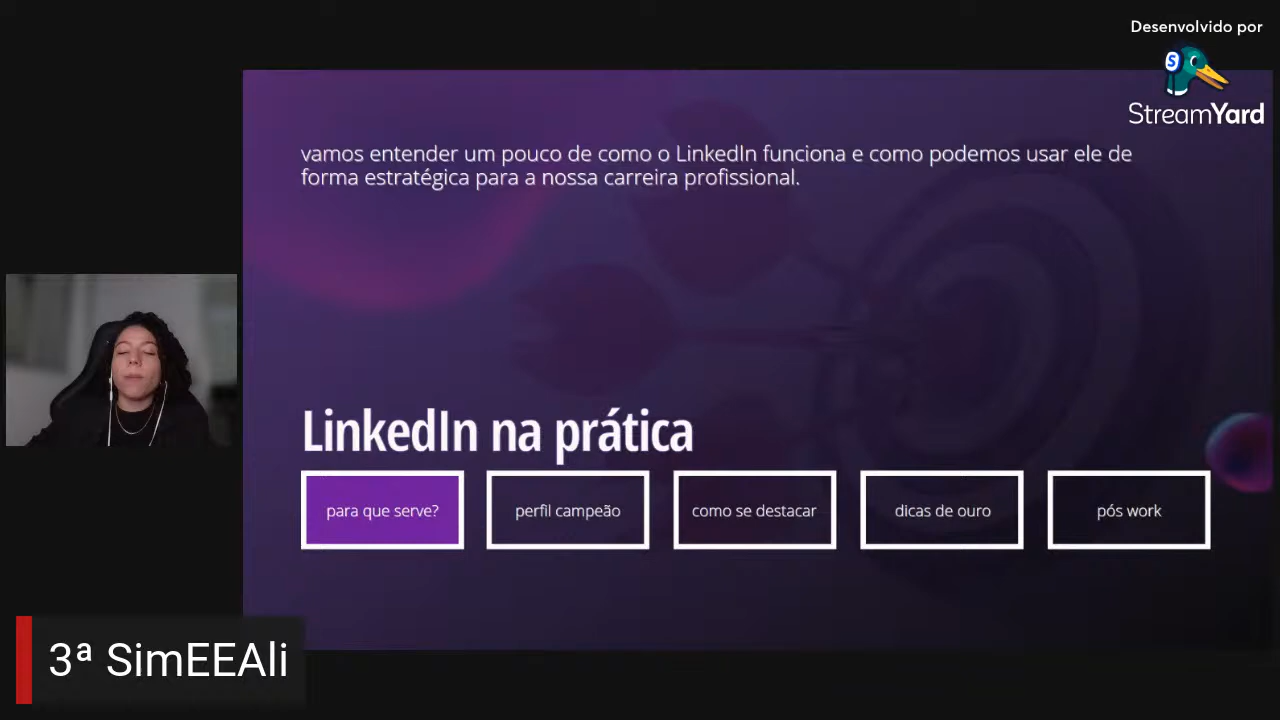 Desenvolvido por
StreamYard
vamos entender um pouco de como o LinkedIn funciona e como podemos usar ele de
forma estratégica para a nossa carreira profissional.
LinkedIn na prática
para que serve?
perfil campeão
como se destacar
dicas de ouro
pós work
3ª SimEEAli